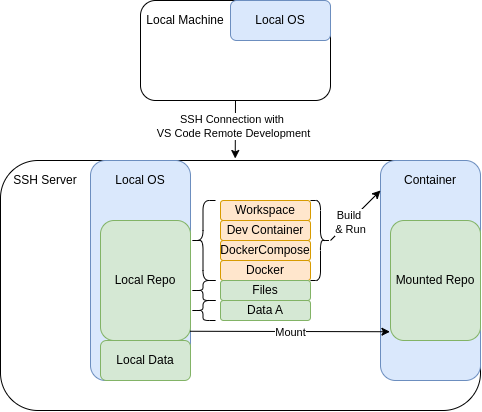 Local Machine
Local OS
SSH Connection with
VS Code Remote Development
SSH Server
Local OS
Container
Workspace
Dev Container
DockerCompose
Docker
Files
Data A
Build
& Run
Local Repo
Mounted Repo
Mount
Local Data